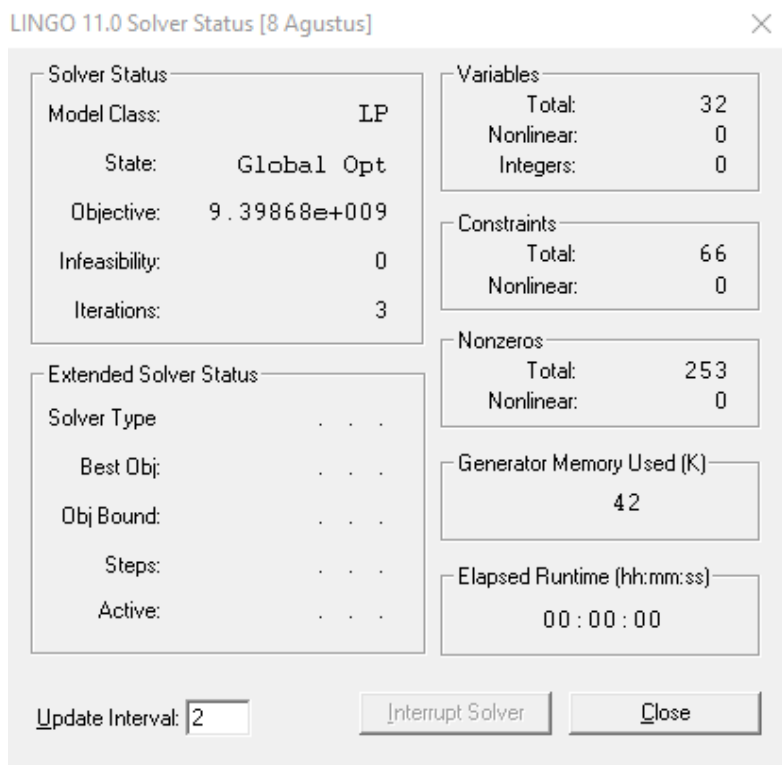 LINGO 11.0 Solver Status [8 Agustus]
Solver Status
Model Class: LP
State: Global Opt
Objective: 9.39868e+009
Infeasibility: 0
Iterations: 3
Extended Solver Status
Solver Type . . .
Best Obj: . . .
Obj Bound: . . .
Steps: . . .
Active: . . .
Variables
Total: 32
Nonlinear: 0
Integers: 0
Constraints
Total: 66
Nonlinear: 0
Nonzeros
Total: 253
Nonlinear: 0
Generator Memory Used (K)
42
Elapsed Runtime (hh:mm:ss)
00:00:00
Update Interval: 2
Interrupt Solver
Close